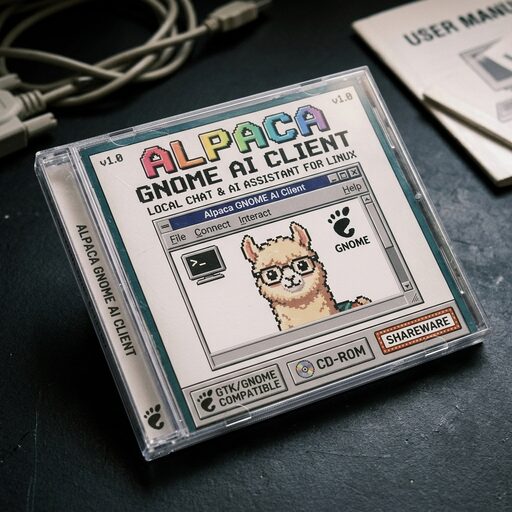 USER MANU
v1.0
v1.0
ALPACA
GNOME AI CLIENT
LOCAL CHAT & AI ASSISTANT FOR LINUX
Alpaca GNOME AI Client
File Connect Interact Help
>_
GNOME
GTK/GNOME
COMPATIBLE
CD-ROM
SHAREWARE
ALPACA GNOME AI CLIENT